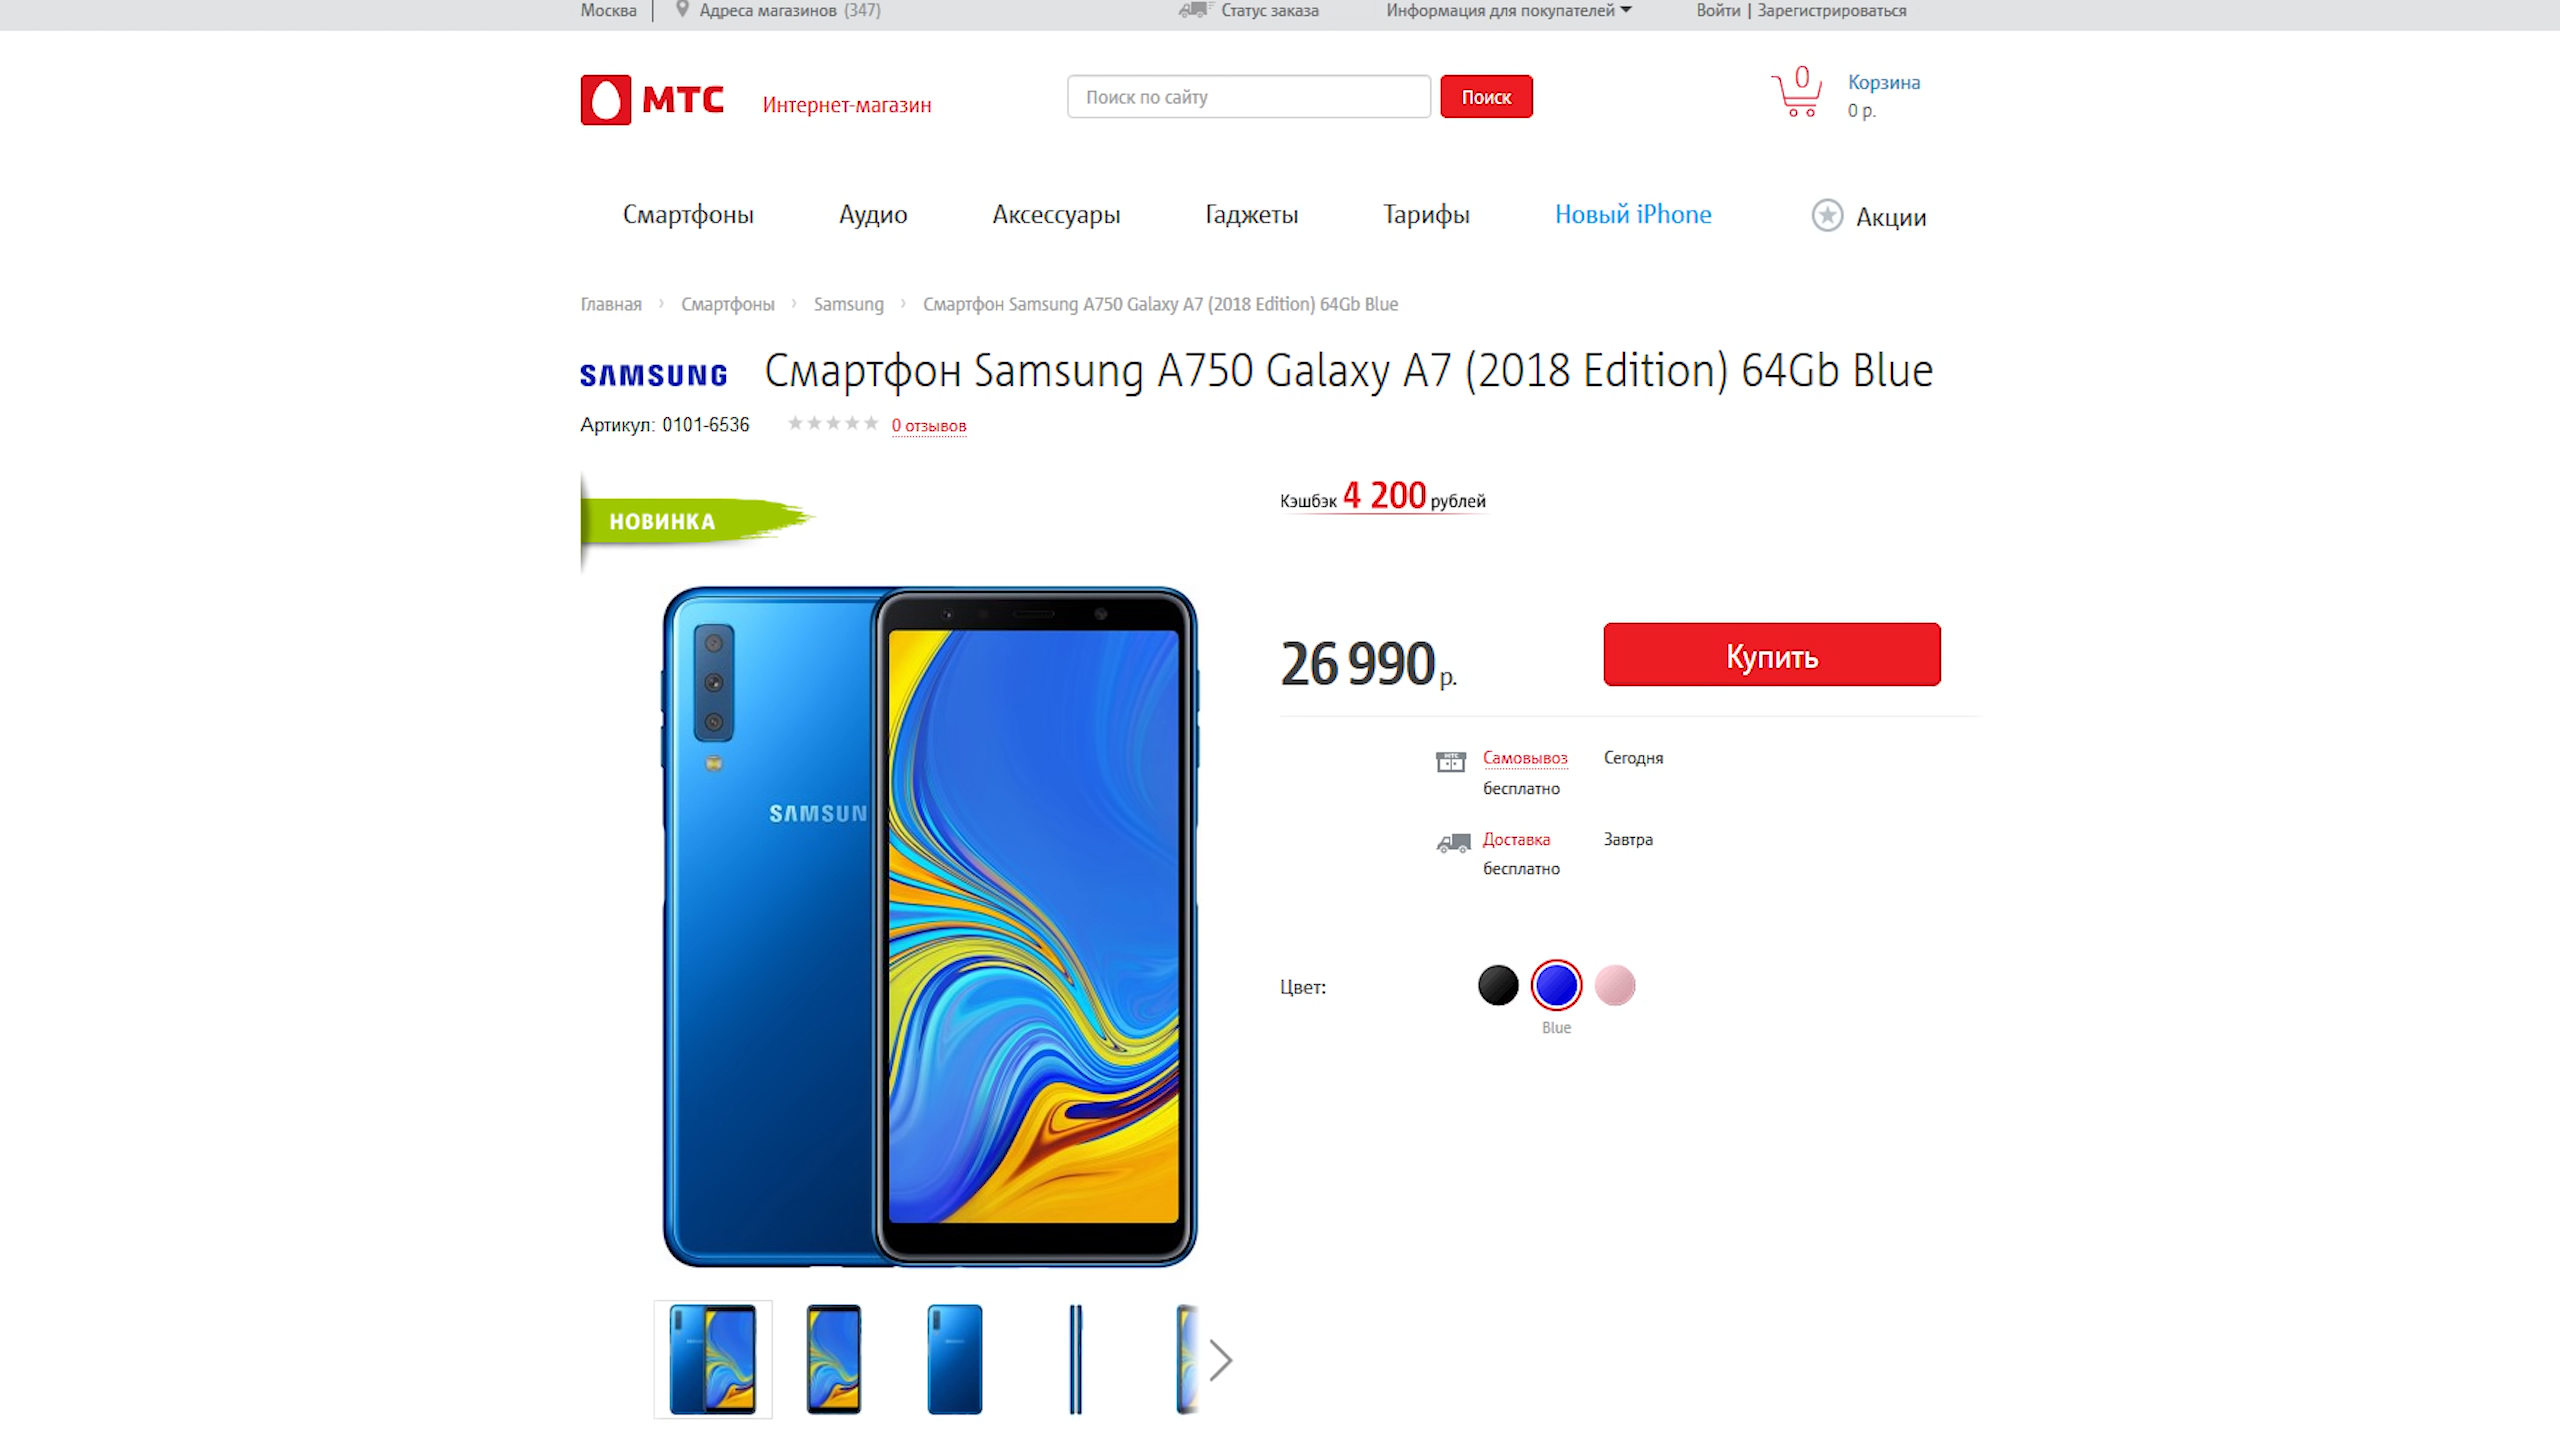 Москва | Адреса магазинов (347) Статус заказа Информация для покупателей Войти | Зарегистрироваться
МТС Интернет-магазин Поиск по сайту Поиск 0 Корзина
0 р.
Смартфоны Аудио Аксессуары Гаджеты Тарифы Новый iPhone Акции
Главная › Смартфоны › Samsung › Смартфон Samsung A750 Galaxy A7 (2018 Edition) 64Gb Blue
SAMSUNG Смартфон Samsung A750 Galaxy A7 (2018 Edition) 64Gb Blue
Артикул: 0101-6536 0 отзывов
Кэшбэк 4 200 рублей
НОВИНКА
26 990 р. Купить
Самовывоз Сегодня
бесплатно
SAMSUN
Доставка Завтра
бесплатно
Цвет:
Blue